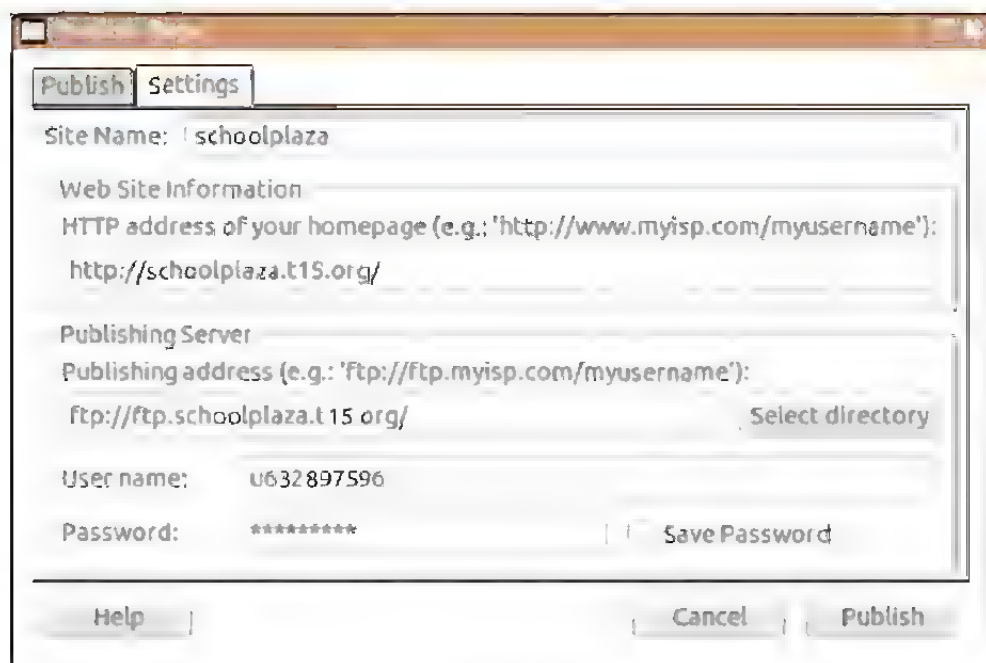 Publish Settings
Site Name: schoolplaza
Web Site Information
HTTP address of your homepage (e.g.: 'http://www.myisp.com/myusername'):
http://schoolplaza.t15.org/
Publishing Server
Publishing address (e.g.: 'ftp://ftp.myisp.com/myusername'):
ftp://ftp.schoolplaza.t15.org/ Select directory
User name: u632897596
Password: ********* Save Password
Help Cancel Publish